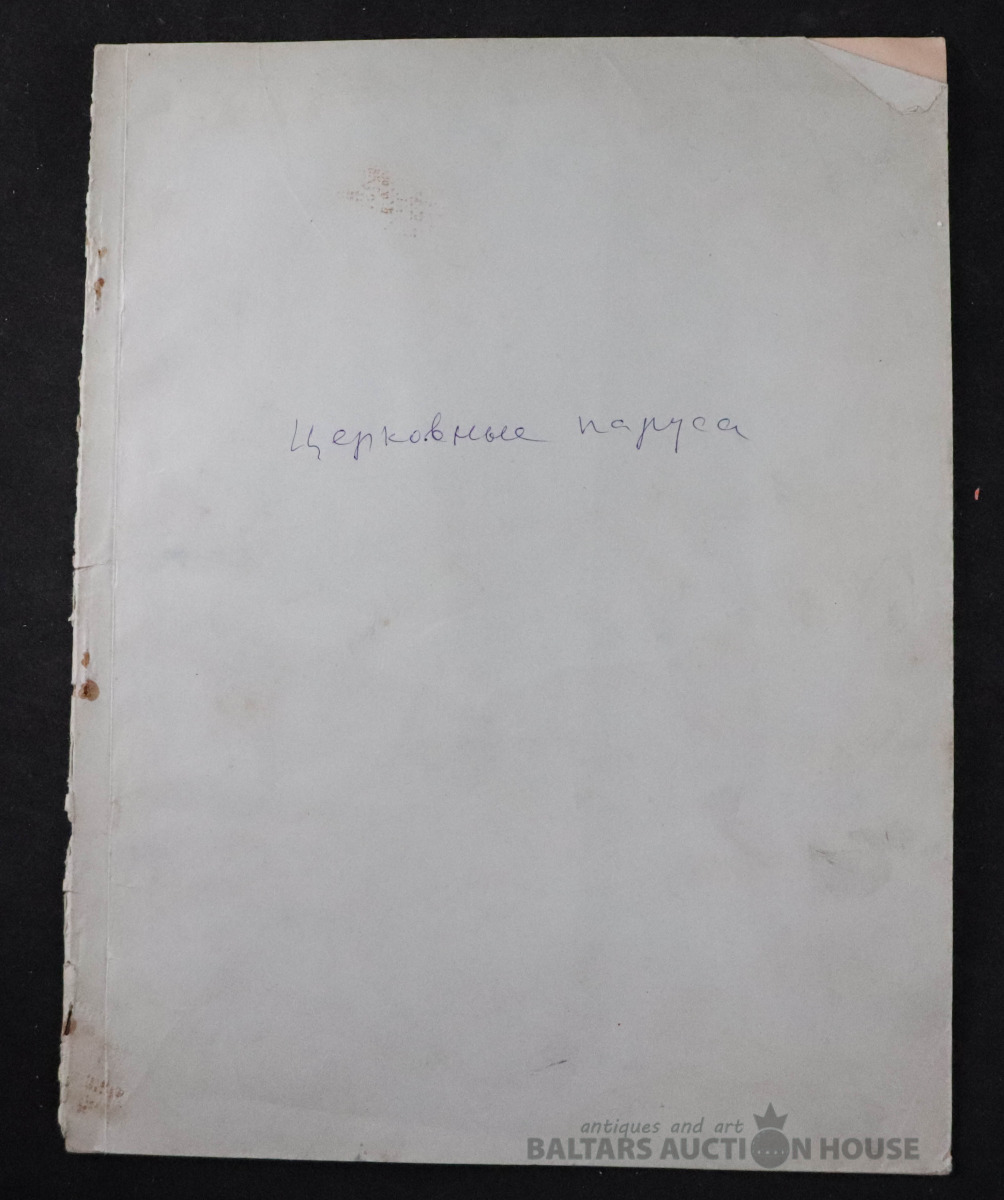 Церковные паруса
antiques and art
BALTARS AUCTION HOUSE